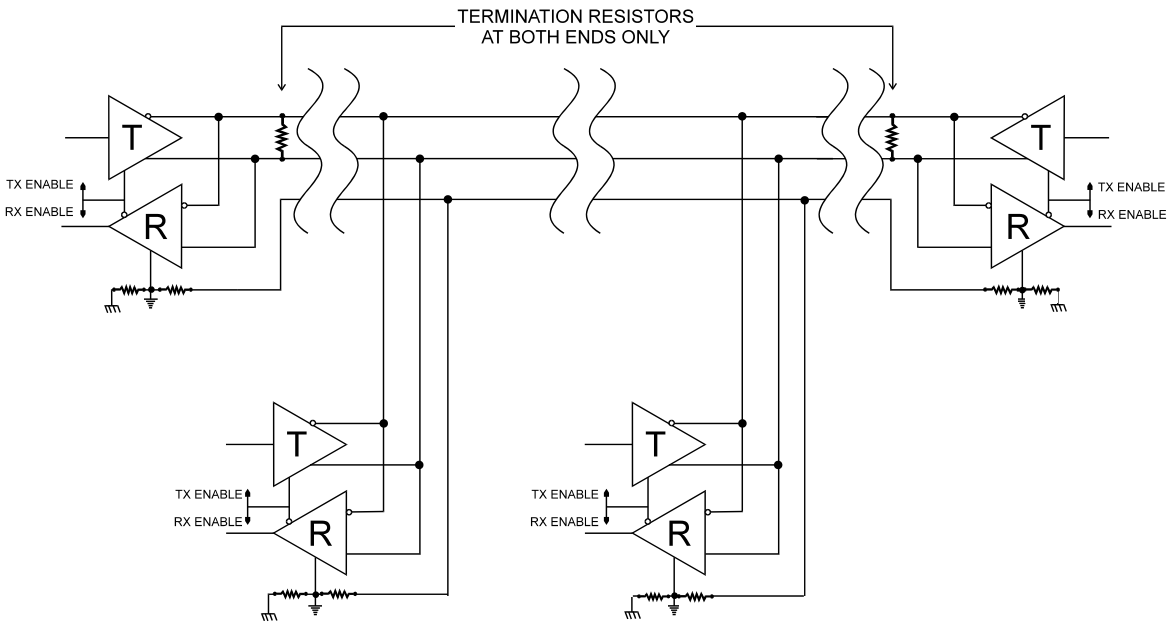 TERMINATION RESISTORS
AT BOTH ENDS ONLY
T
T
TX ENABLE
RX ENABLE
R
TX ENABLE
RX ENABLE
R
T
T
TX ENABLE
RX ENABLE
R
TX ENABLE
RX ENABLE
R